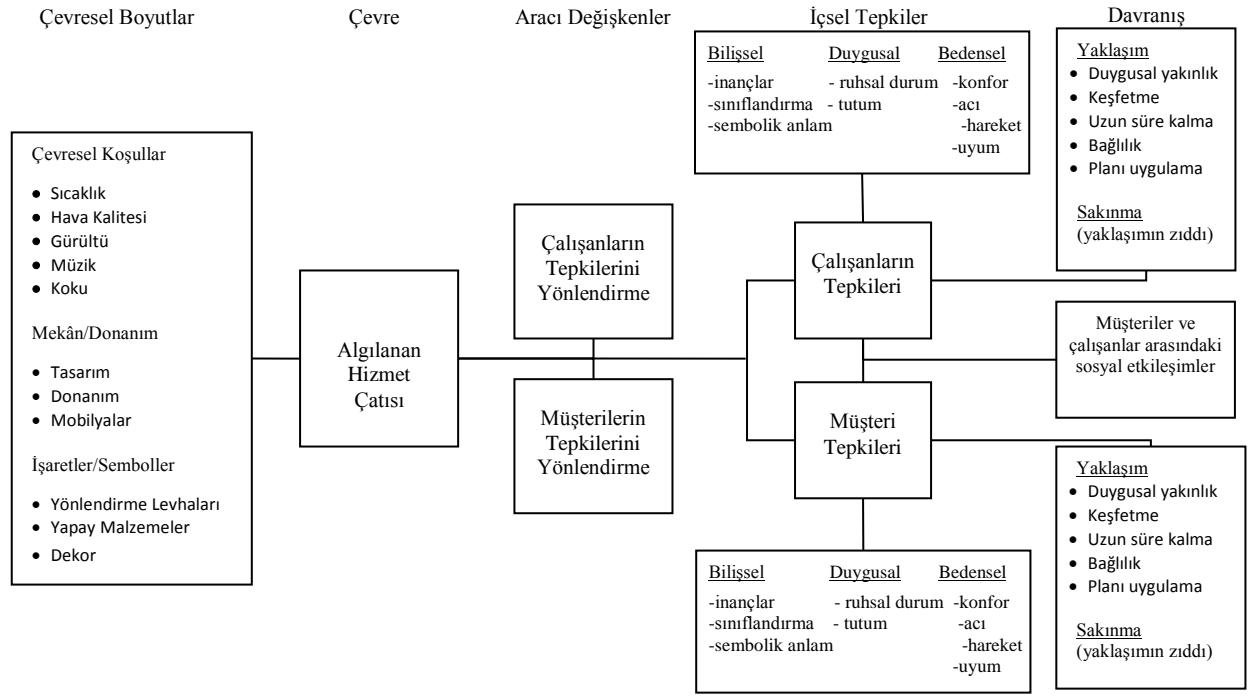 Çevresel Boyutlar
Çevre
Aracı Değişkenler
İçsel Tepkiler
Davranış
Çevresel Koşullar
• Sıcaklık
• Hava Kalitesi
• Gürültü
• Müzik
• Koku
Mekân/Donanım
• Tasarım
• Donanım
• Mobilyalar
İşaretler/Semboller
• Yönlendirme Levhaları
• Yapay Malzemeler
• Dekor
Algılanan
Hizmet
Çatısı
Çalışanların
Tepkilerini
Yönlendirme
Müşterilerin
Tepkilerini
Yönlendirme
Bilişsel
-inançlar
-sınıflandırma
-sembolik anlam
Duygusal
- ruhsal durum
- tutum
Bedensel
-konfor
-acı
-hareket
-uyum
Çalışanların
Tepkileri
Müşteri
Tepkileri
Bilişsel
-inançlar
-sınıflandırma
-sembolik anlam
Duygusal
- ruhsal durum
- tutum
Bedensel
-konfor
-acı
-hareket
-uyum
Yaklaşım
• Duygusal yakınlık
• Keşfetme
• Uzun süre kalma
• Bağlılık
• Planı uygulama
Sakınma
(yaklaşımın zıddı)
Müşteriler ve
çalışanlar arasındaki
sosyal etkileşimler
Yaklaşım
• Duygusal yakınlık
• Keşfetme
• Uzun süre kalma
• Bağlılık
• Planı uygulama
Sakınma
(yaklaşımın zıddı)